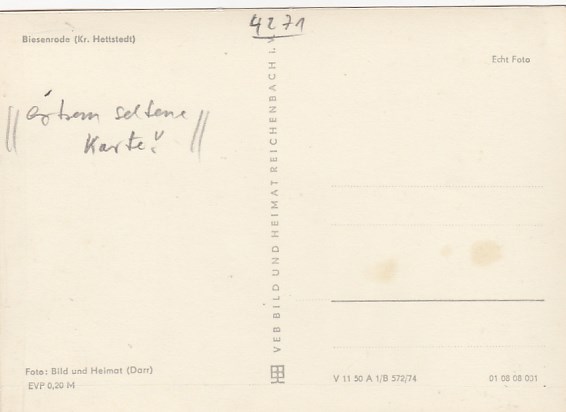 4271
Biesenrode (Kr. Hettstedt)
Echt Foto
extrem seltene
Karte!
VEB BILD UND HEIMAT REICHENBACH I. V.
Foto: Bild und Heimat (Darr)
EVP 0,20 M
V 11 50 A 1/B 572/74
01 08 08 031